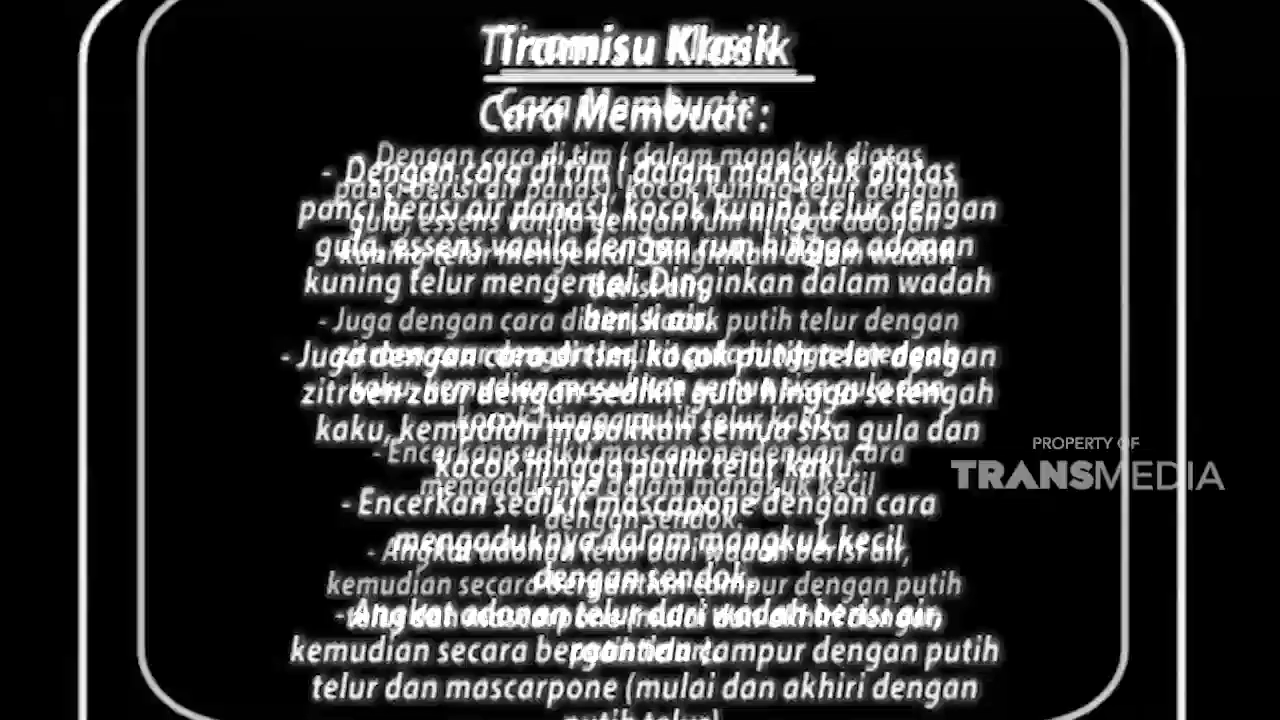 Tiramisu Klasik
Cara Membuat :
- Dengan cara di tim ( dalam mangkuk diatas
panci berisi air panas), kocok kuning telur dengan
gula, essens vanila dengan rum hingga adonan
kuning telur mengental. Dinginkan dalam wadah
berisi air,
- Juga dengan cara di tim, kocok putih telur dengan
zitroen zuur dengan sedikit gula hingga setengah
kaku, kemudian masukkan semua sisa gula dan
kocok hingga putih telur kaku.
- Encerkan sedikit mascapone dengan cara
mengaduknya dalam mangkuk kecil
dengan sendok.
- Angkat adonan telur dari wadah berisi air,
kemudian secara bergantian campur dengan putih
telur dan mascarpone (mulai dan akhiri dengan
putih telur)
PROPERTY OF
TRANSMEDIA